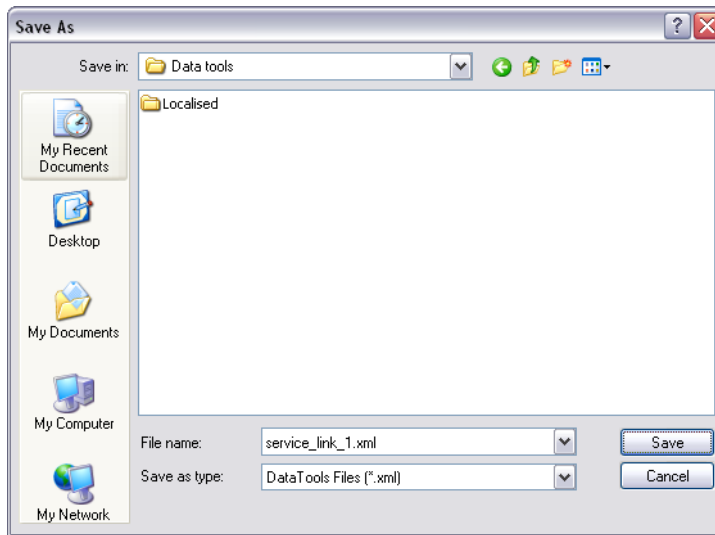 Save As
Save in: Data tools
Localised
My Recent
Documents
Desktop
My Documents
My Computer
My Network
File name: service_link_1.xml Save
Save as type: DataTools Files (*.xml) Cancel